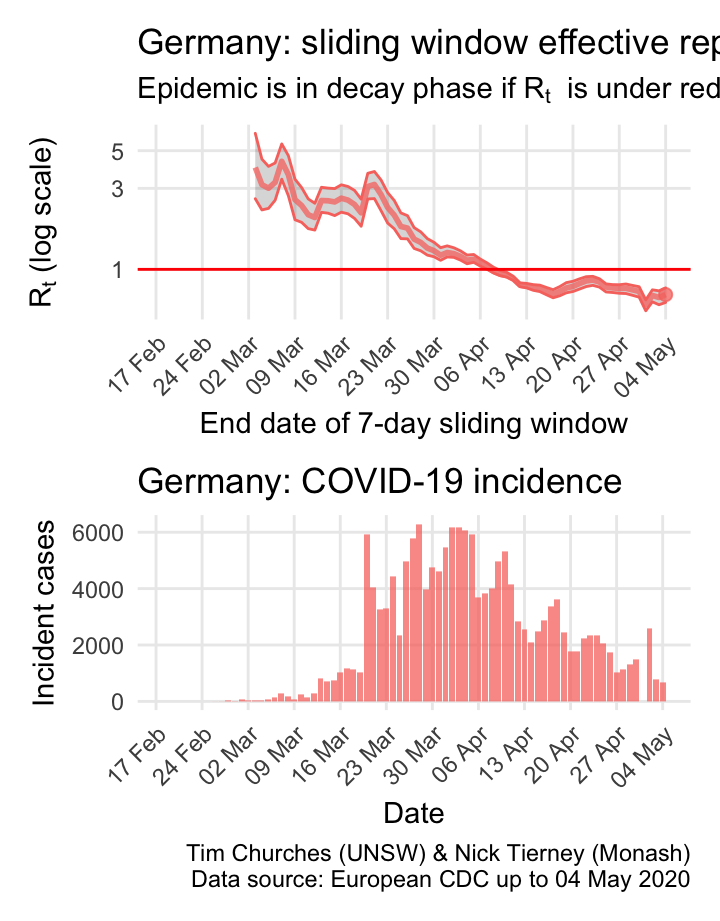 Germany: sliding window effective rep
Epidemic is in decay phase if Rt is under red
Rt (log scale)
5
3
1
17 Feb
24 Feb
02 Mar
09 Mar
16 Mar
23 Mar
30 Mar
06 Apr
13 Apr
20 Apr
27 Apr
04 May
End date of 7-day sliding window
Germany: COVID-19 incidence
Incident cases
6000
4000
2000
0
17 Feb
24 Feb
02 Mar
09 Mar
16 Mar
23 Mar
30 Mar
06 Apr
13 Apr
20 Apr
27 Apr
04 May
Date
Tim Churches (UNSW) & Nick Tierney (Monash)
Data source: European CDC up to 04 May 2020